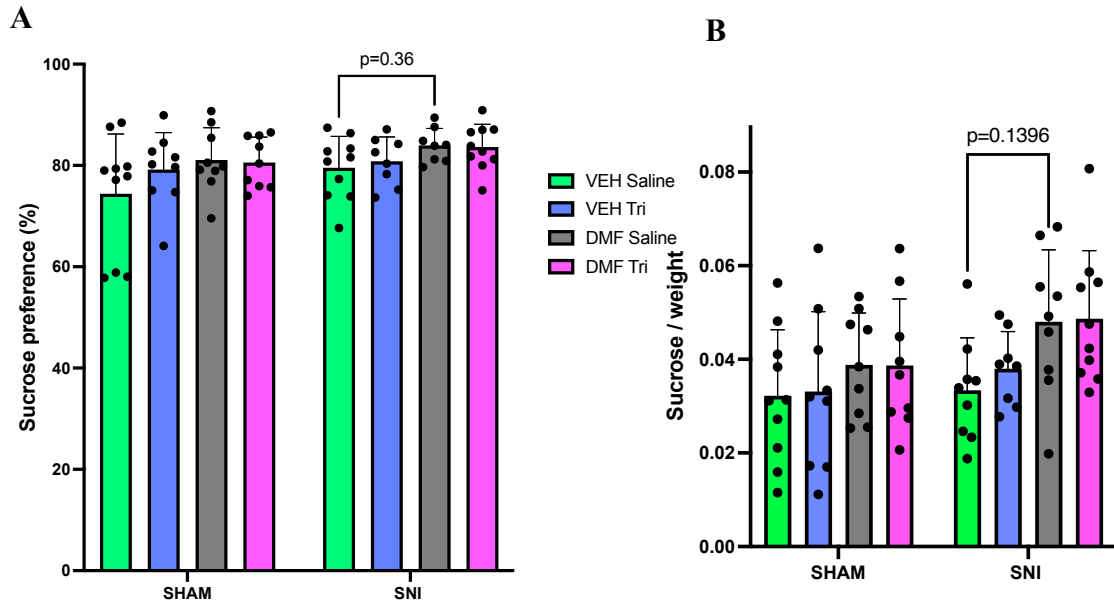 A
Sucrose preference (%)
100
80
60
40
20
0
p=0.36
SHAM
SNI
VEH Saline
VEH Tri
DMF Saline
DMF Tri
B
Sucrose / weight
0.08
0.06
0.04
0.02
0.00
p=0.1396
SHAM
SNI